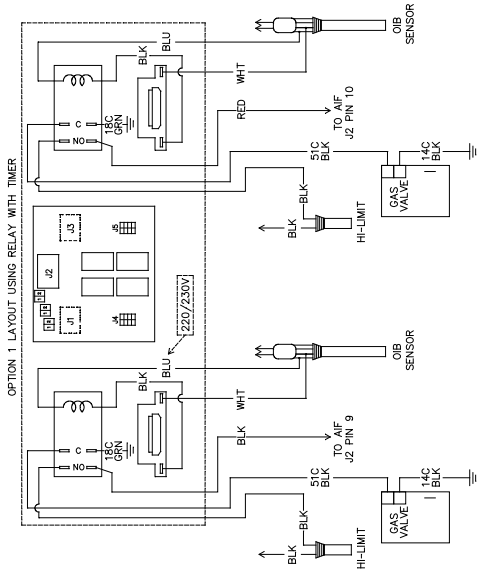 OPTION 1 LAYOUT USING RELAY WITH TIMER
BLK
BLU
OIB
SENSOR
WHT
C
NO
18C
GRN
RED
TO AIF
J2 PIN 10
51C
BLK
14C
BLK
GAS
VALVE
BLK
BLK
HI-LIMIT
J3
J5
J2
J1
J4
220/230V
BLK
BLU
OIB
SENSOR
WHT
C
NO
18C
GRN
BLK
TO AIF
J2 PIN 9
51C
BLK
14C
BLK
GAS
VALVE
BLK
BLK
HI-LIMIT